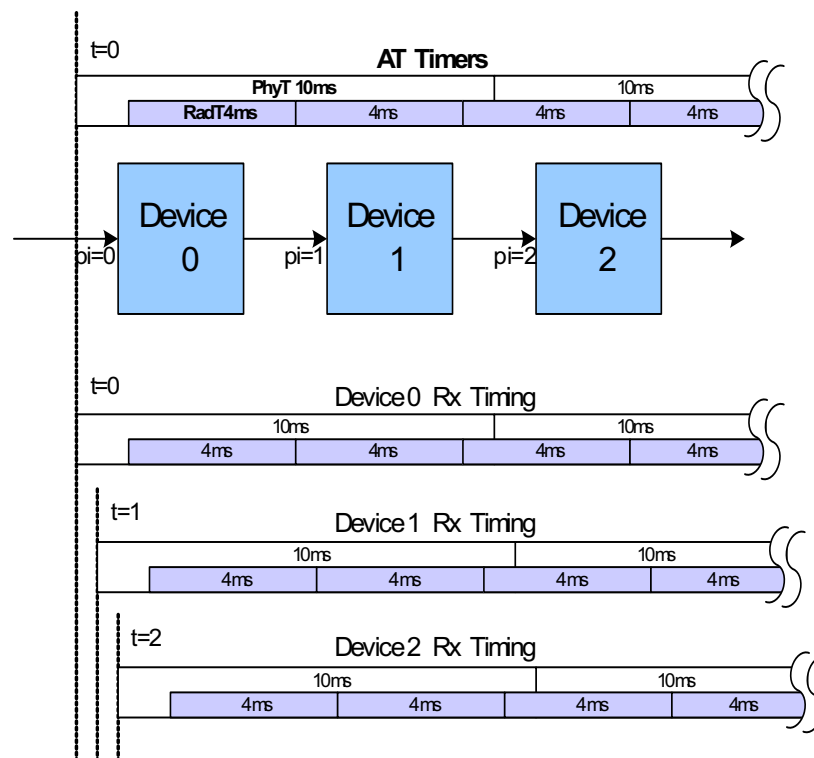 t=0
AT Timers
PhyT 10ms 10ms
RadT4ms 4ms 4ms 4ms
Device 0
Device 1
Device 2
pi=0 pi=1 pi=2
t=0
Device 0 Rx Timing
10ms 10ms
4ms 4ms 4ms 4ms
t=1
Device 1 Rx Timing
10ms 10ms
4ms 4ms 4ms 4ms
t=2
Device 2 Rx Timing
10ms 10ms
4ms 4ms 4ms 4ms